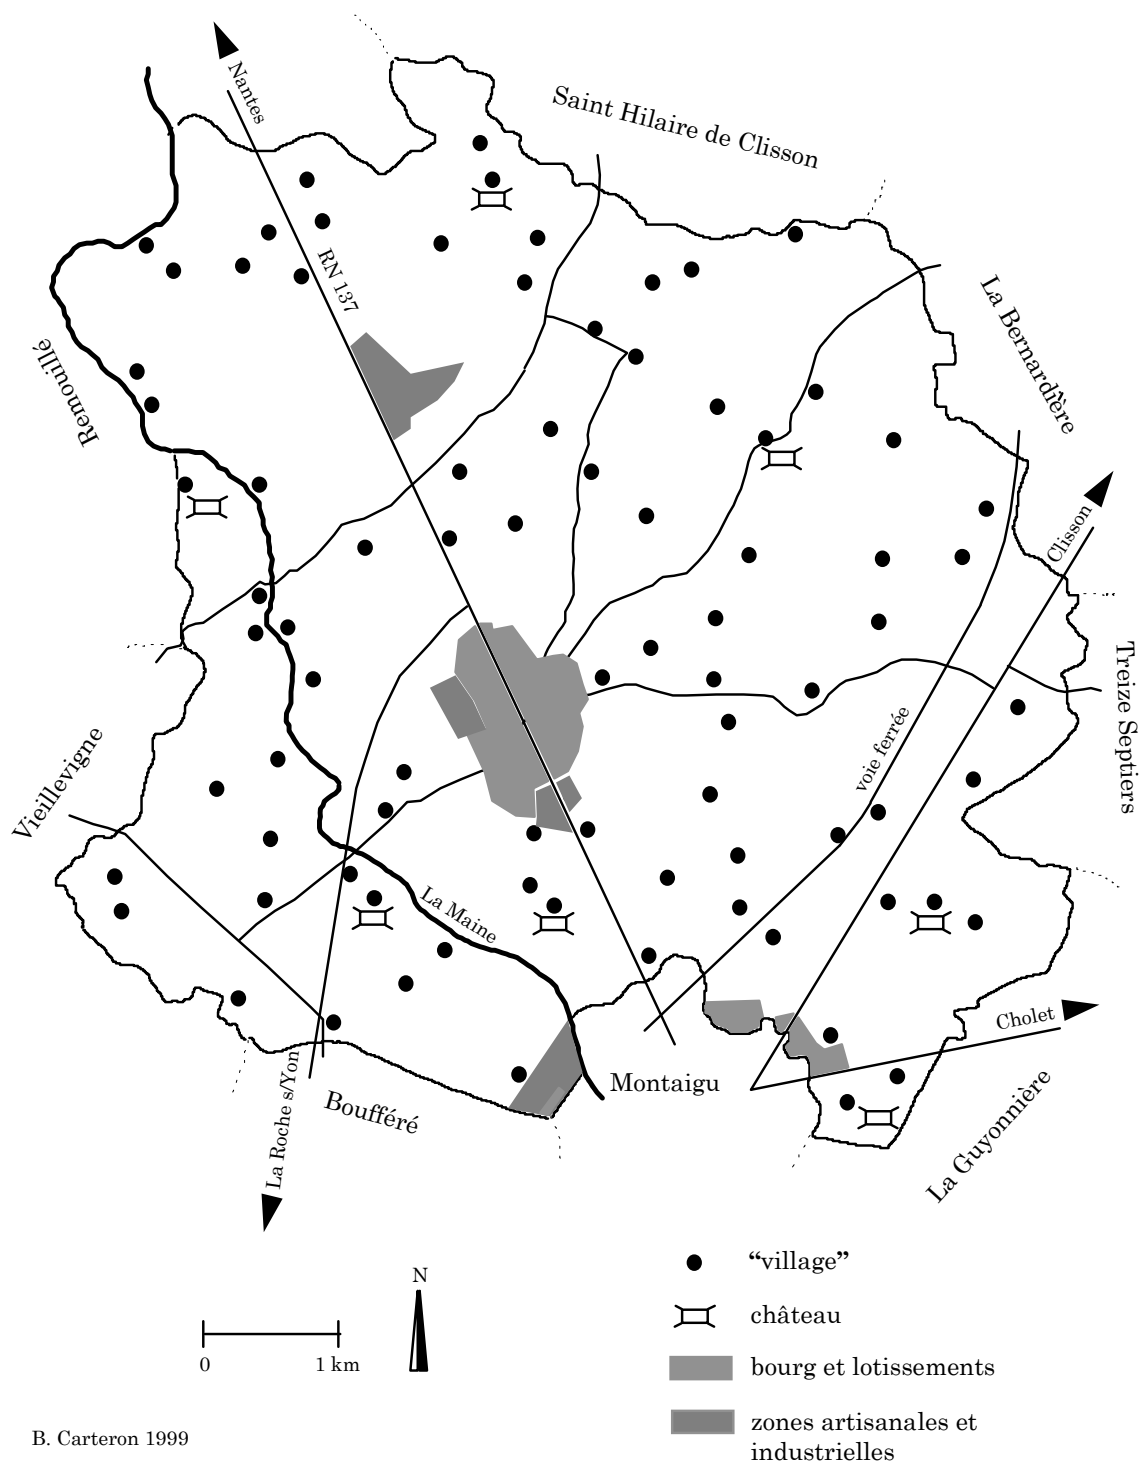 Nantes
Saint Hilaire de Clisson
RN 137
La Bernardière
Remouillé
Clisson
Treize Septiers
voie ferrée
Vieillevigne
La Maine
Cholet
Montaigu
La Guyonnière
Boufféré
La Roche s/Yon
N
0 1 km
“village”
château
bourg et lotissements
zones artisanales et
industrielles
B. Carteron 1999